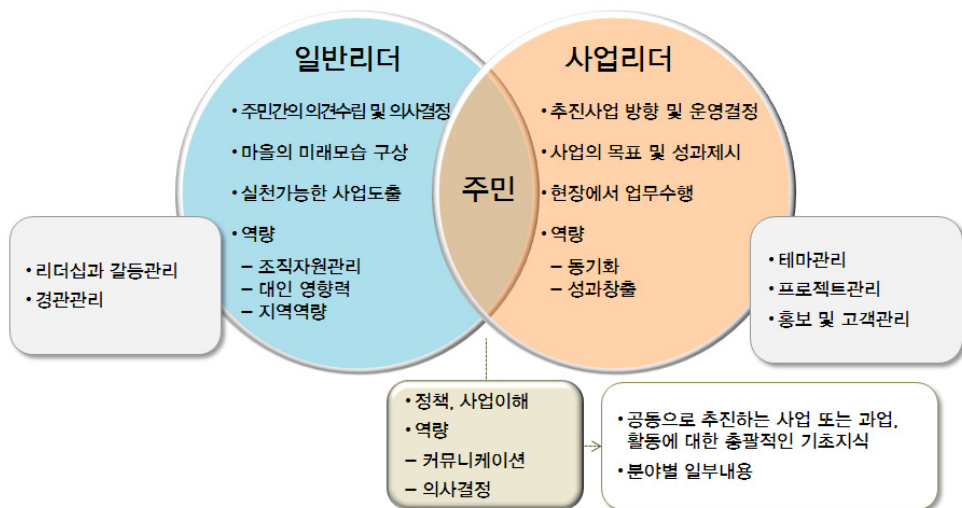 일반리더
• 주민간의 의견수립 및 의사결정
• 마을의 미래모습 구상
• 실천가능한 사업도출
• 역량
– 조직자원관리
– 대인 영향력
– 지역역량
주민
사업리더
• 추진사업 방향 및 운영결정
• 사업의 목표 및 성과제시
• 현장에서 업무수행
• 역량
– 동기화
– 성과창출
• 리더십과 갈등관리
• 경관관리
• 테마관리
• 프로젝트관리
• 홍보 및 고객관리
• 정책, 사업이해
• 역량
– 커뮤니케이션
– 의사결정
• 공동으로 추진하는 사업 또는 과업,
활동에 대한 총괄적인 기초지식
• 분야별 일부내용